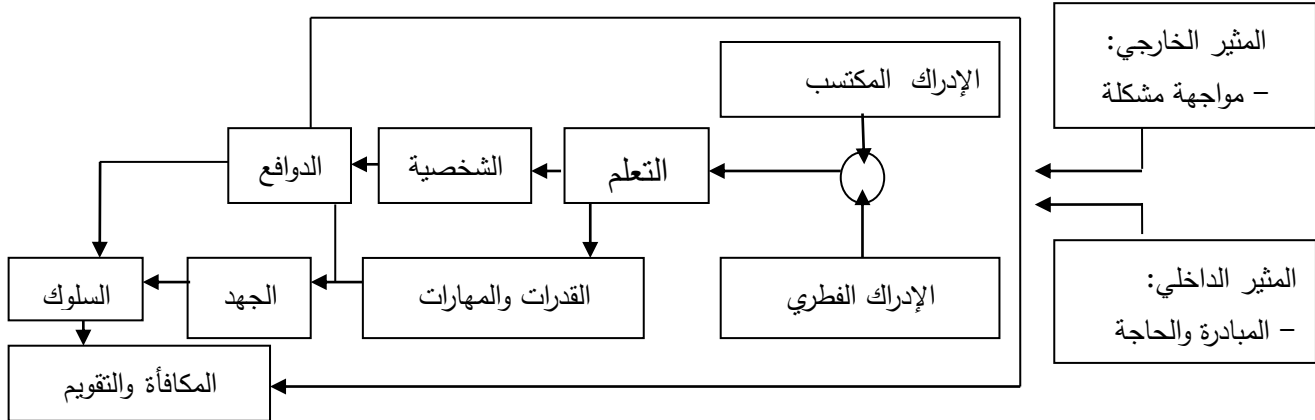 المثير الخارجي:
– مواجهة مشكلة
الإدراك المكتسب
التعلم
الشخصية
الدوافع
المثير الداخلي:
– المبادرة والحاجة
الإدراك الفطري
القدرات والمهارات
الجهد
السلوك
المكافأة والتقويم